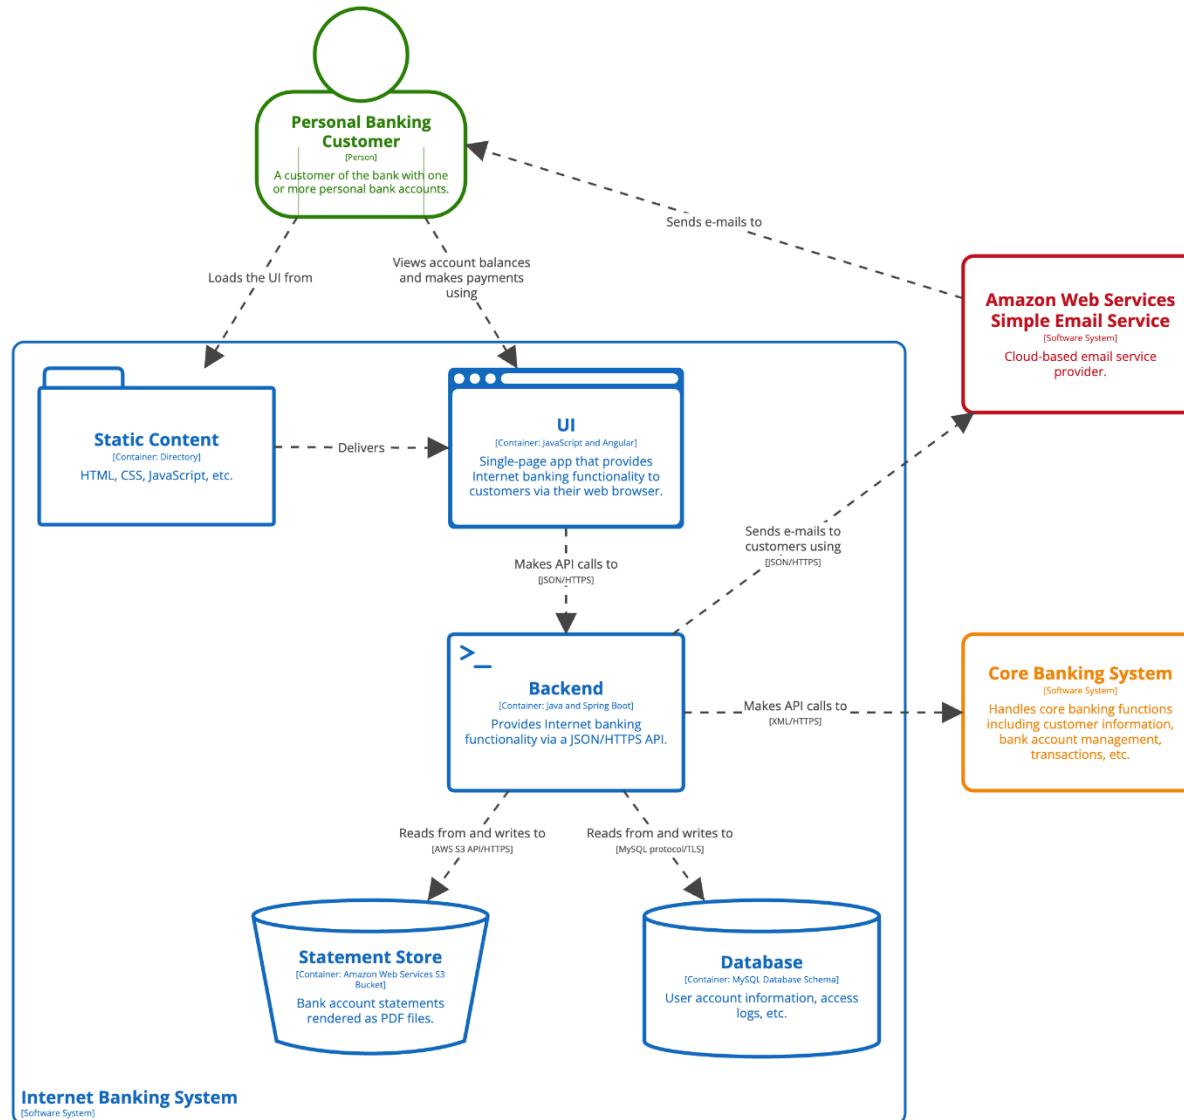 Personal Banking
Customer
[Person]
A customer of the bank with one
or more personal bank accounts.
Sends e-mails to
Loads the UI from
Views account balances
and makes payments
using
Amazon Web Services
Simple Email Service
[Software System]
Cloud-based email service
provider.
Static Content
[Container: Directory]
HTML, CSS, JavaScript, etc.
Delivers
UI
[Container: JavaScript and Angular]
Single-page app that provides
Internet banking functionality to
customers via their web browser.
Makes API calls to
[JSON/HTTPS]
Sends e-mails to
customers using
[JSON/HTTPS]
>_
Backend
[Container: Java and Spring Boot]
Provides Internet banking
functionality via a JSON/HTTPS API.
Makes API calls to
[XML/HTTPS]
Core Banking System
[Software System]
Handles core banking functions
including customer information,
bank account management,
transactions, etc.
Reads from and writes to
[AWS S3 API/HTTPS]
Reads from and writes to
[MySQL protocol/TLS]
Statement Store
[Container: Amazon Web Services S3
Bucket]
Bank account statements
rendered as PDF files.
Database
[Container: MySQL Database Schema]
User account information, access
logs, etc.
Internet Banking System
[Software System]